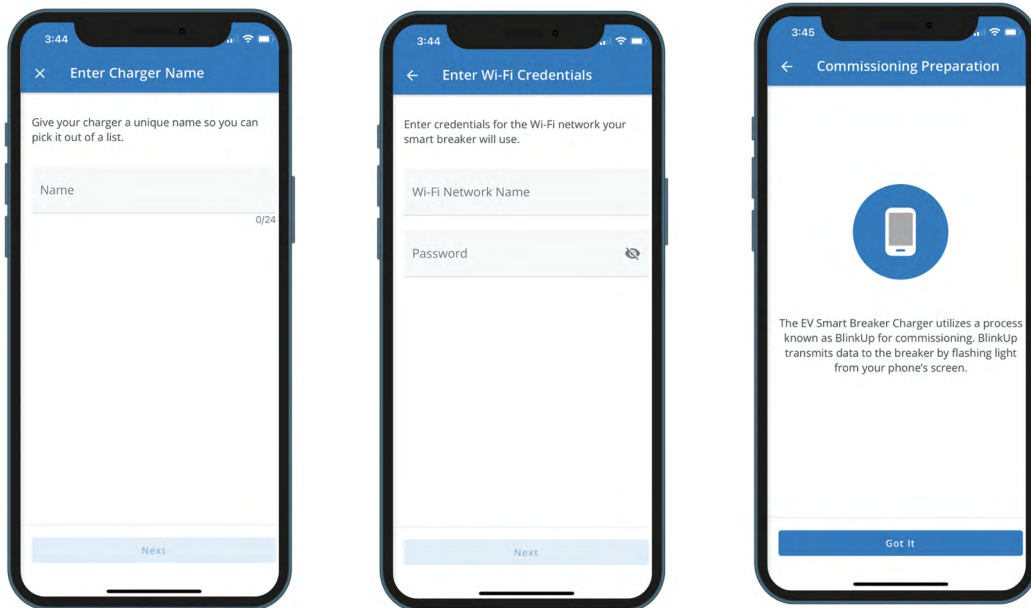 3:44
Enter Charger Name
Give your charger a unique name so you can
pick it out of a list.
Name
0/24
Next
3:44
Enter Wi-Fi Credentials
Enter credentials for the Wi-Fi network your
smart breaker will use.
Wi-Fi Network Name
Password
Next
3:45
Commissioning Preparation
The EV Smart Breaker Charger utilizes a process
known as BlinkUp for commissioning. BlinkUp
transmits data to the breaker by flashing light
from your phone's screen.
Got It